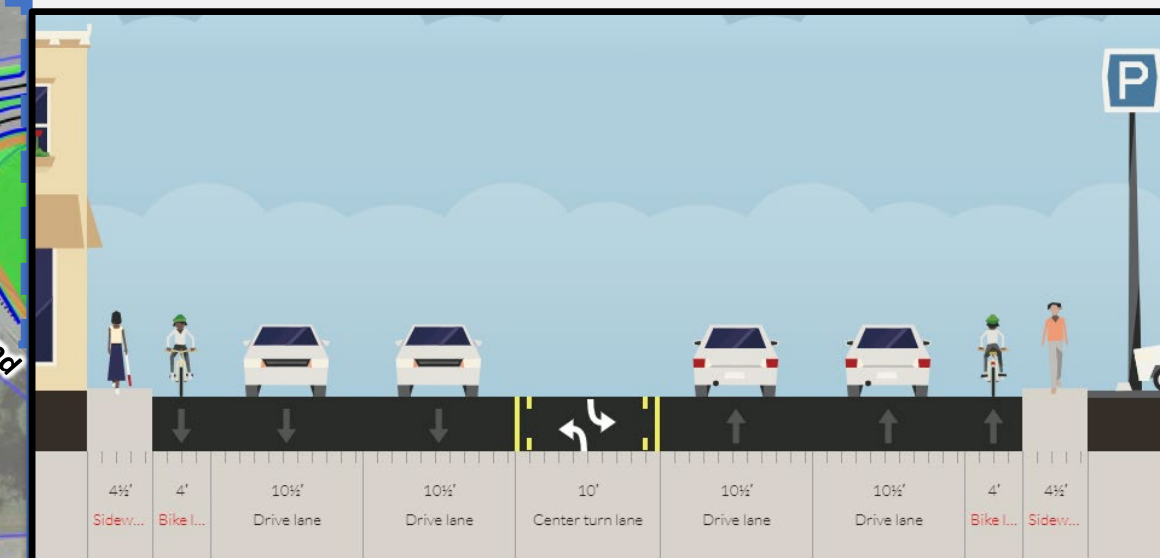 P
4½' 4' 10½' 10½' 10' 10½' 10½' 4' 4½'
Sidew... Bike l... Drive lane Drive lane Center turn lane Drive lane Drive lane Bike l... Sidew...